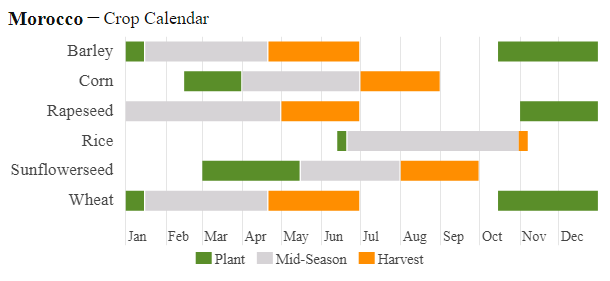 Morocco — Crop Calendar
Barley
Corn
Rapeseed
Rice
Sunflowerseed
Wheat
Jan Feb Mar Apr May Jun Jul Aug Sep Oct Nov Dec
Plant Mid-Season Harvest